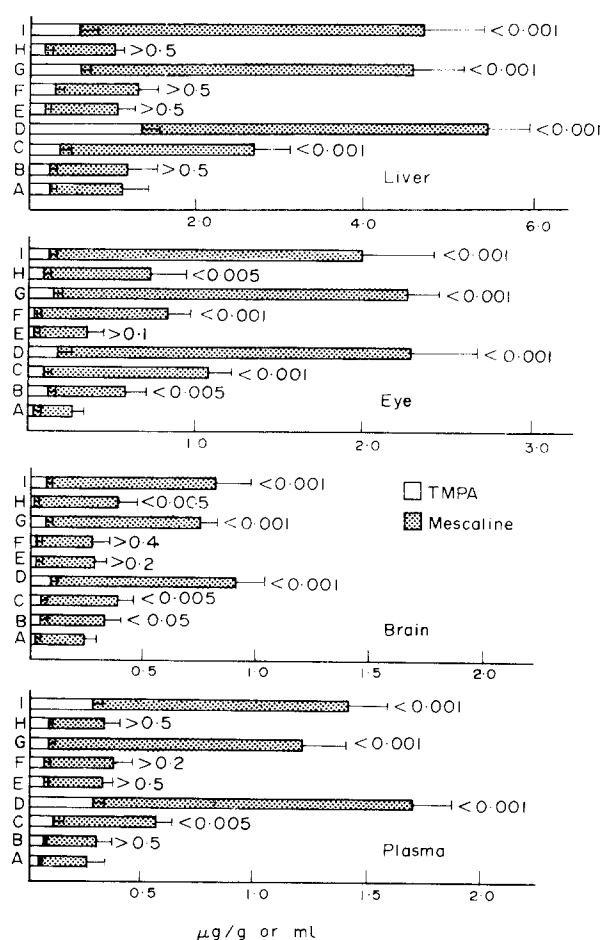 I <0·001
H >0·5
G <0·001
F >0·5
E >0·5
D <0·001
C <0·001
B >0·5
A
Liver
2·0 4·0 6·0
I <0·001
H <0·005
G <0·001
F <0·001
E >0·1
D <0·001
C <0·001
B <0·005
A
Eye
1·0 2·0 3·0
I <0·001
H <0·005
G <0·001
F >0·4
E >0·2
D <0·001
C <0·005
B <0·05
A
TMPA
Mescaline
Brain
0·5 1·0 1·5 2·0
I <0·001
H >0·5
G <0·001
F >0·2
E >0·5
D <0·001
C <0·005
B >0·5
A
Plasma
0·5 1·0 1·5 2·0
μg/g or ml